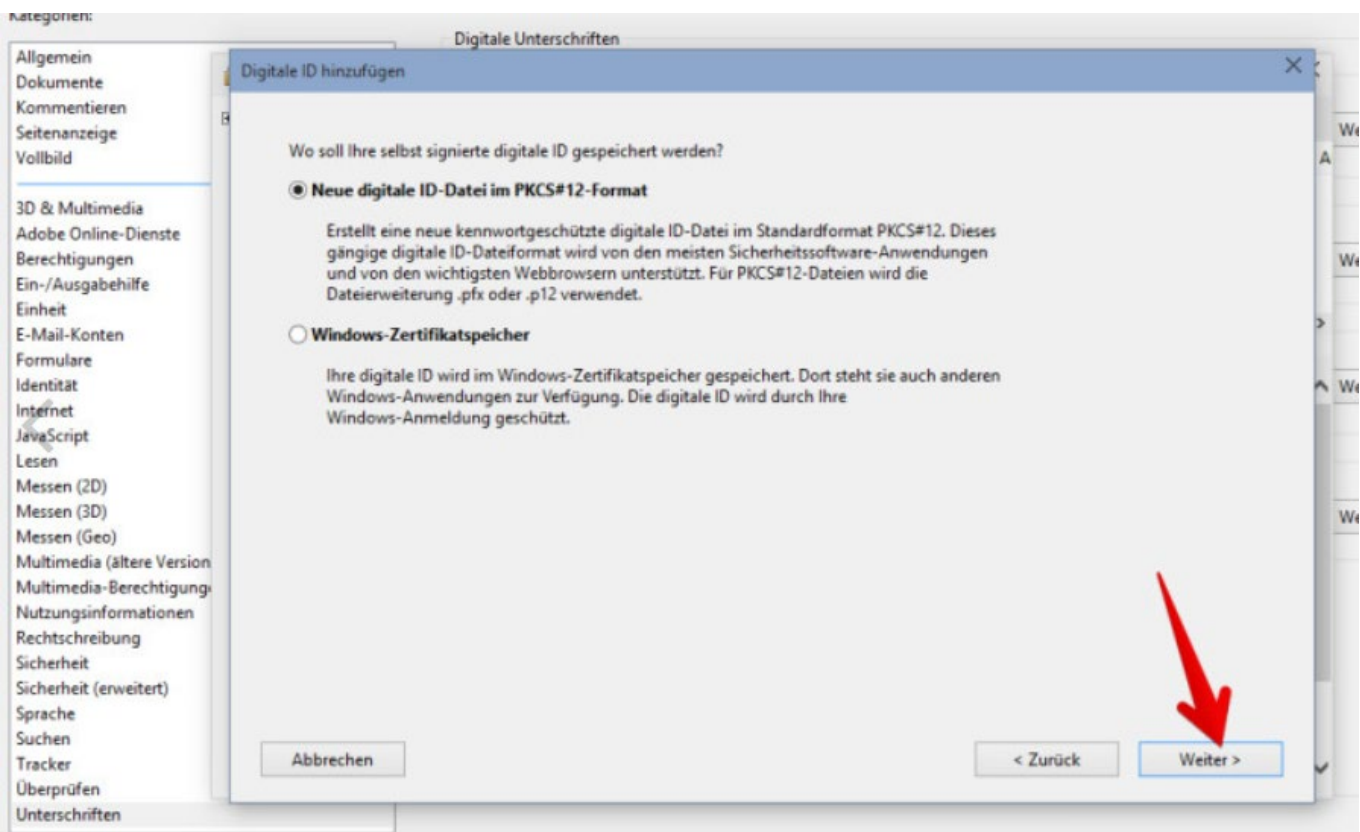 Kategorien:
Digitale Unterschriften
Allgemein
Dokumente
Kommentieren
Seitenanzeige
Vollbild
3D & Multimedia
Adobe Online-Dienste
Berechtigungen
Ein-/Ausgabehilfe
Einheit
E-Mail-Konten
Formulare
Identität
Internet
JavaScript
Lesen
Messen (2D)
Messen (3D)
Messen (Geo)
Multimedia (ältere Version
Multimedia-Berechtigung
Nutzungsinformationen
Rechtschreibung
Sicherheit
Sicherheit (erweitert)
Sprache
Suchen
Tracker
Überprüfen
Unterschriften
Digitale ID hinzufügen
Wo soll Ihre selbst signierte digitale ID gespeichert werden?
Neue digitale ID-Datei im PKCS#12-Format
Erstellt eine neue kennwortgeschützte digitale ID-Datei im Standardformat PKCS#12. Dieses
gängige digitale ID-Dateiformat wird von den meisten Sicherheitssoftware-Anwendungen
und von den wichtigsten Webbrowsern unterstützt. Für PKCS#12-Dateien wird die
Dateierweiterung .pfx oder .p12 verwendet.
Windows-Zertifikatspeicher
Ihre digitale ID wird im Windows-Zertifikatspeicher gespeichert. Dort steht sie auch anderen
Windows-Anwendungen zur Verfügung. Die digitale ID wird durch Ihre
Windows-Anmeldung geschützt.
Abbrechen
< Zurück
Weiter >
A
We
We
We
We